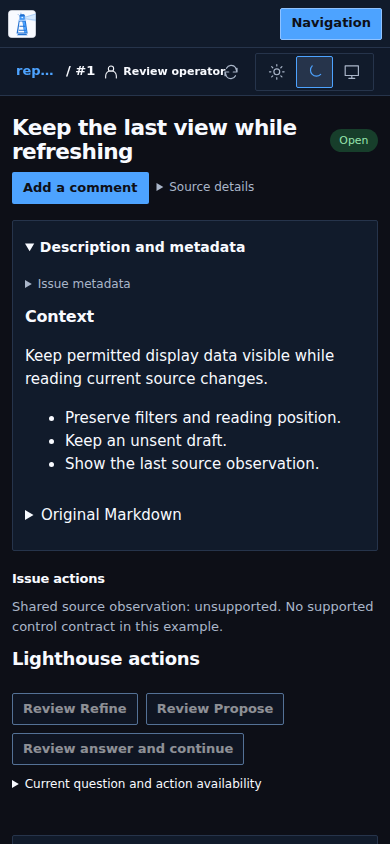 Navigation
rep… / #1 Review operator
Keep the last view while
refreshing
Open
Add a comment
Source details
Description and metadata
Issue metadata
Context
Keep permitted display data visible while
reading current source changes.
Preserve filters and reading position.
Keep an unsent draft.
Show the last source observation.
Original Markdown
Issue actions
Shared source observation: unsupported. No supported
control contract in this example.
Lighthouse actions
Review Refine
Review Propose
Review answer and continue
Current question and action availability